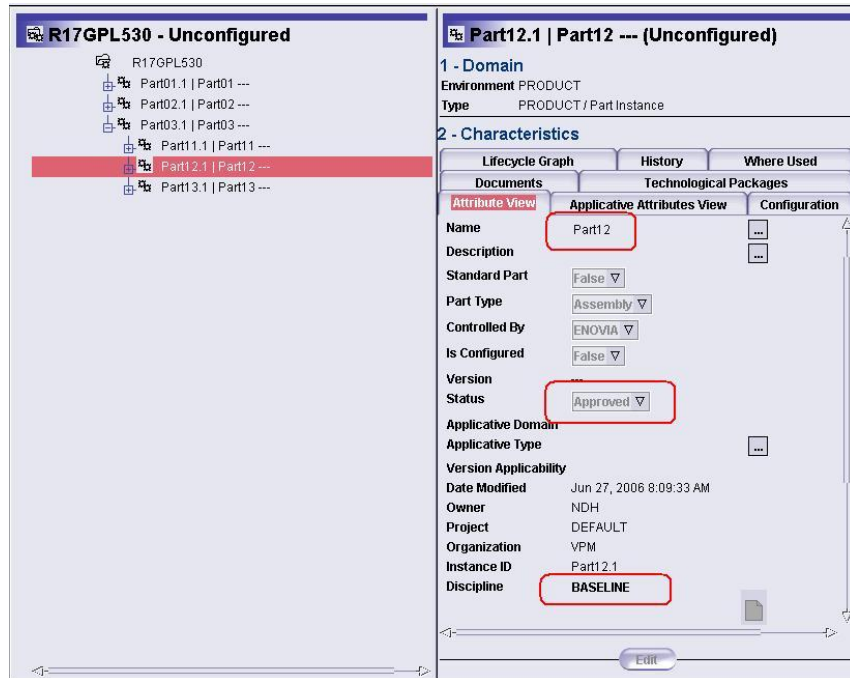 R17GPL530 - Unconfigured
R17GPL530
Part01.1 | Part01 ---
Part02.1 | Part02 ---
Part03.1 | Part03 ---
Part11.1 | Part11 ---
Part12.1 | Part12 ---
Part13.1 | Part13 ---
Part12.1 | Part12 --- (Unconfigured)
1 - Domain
Environment PRODUCT
Type PRODUCT / Part Instance
2 - Characteristics
Lifecycle Graph History Where Used
Documents Technological Packages
Attribute View Applicative Attributes View Configuration
Name Part12 ...
Description ...
Standard Part False
Part Type Assembly
Controlled By ENOVIA
Is Configured False
Version ---
Status Approved
Applicative Domain
Applicative Type ...
Version Applicability
Date Modified Jun 27, 2006 8:09:33 AM
Owner NDH
Project DEFAULT
Organization VPM
Instance ID Part12.1
Discipline BASELINE
Edit